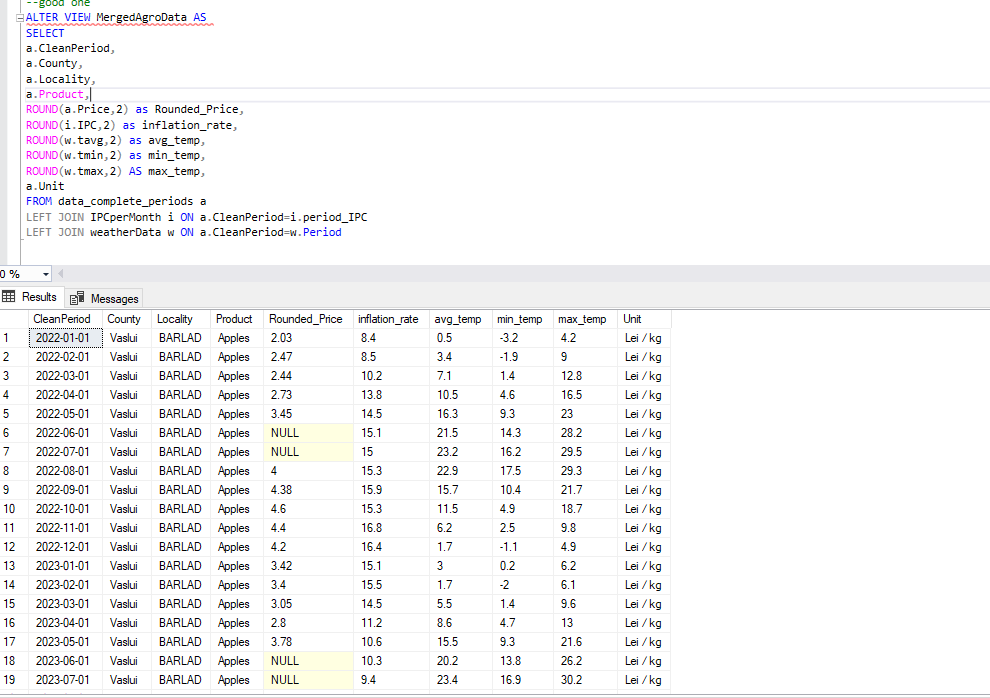 --good one
ALTER VIEW MergedAgroData AS
SELECT
a.CleanPeriod,
a.County,
a.Locality,
a.Product,
ROUND(a.Price,2) as Rounded_Price,
ROUND(i.IPC,2) as inflation_rate,
ROUND(w.tavg,2) as avg_temp,
ROUND(w.tmin,2) as min_temp,
ROUND(w.tmax,2) AS max_temp,
a.Unit
FROM data_complete_periods a
LEFT JOIN IPCperMonth i ON a.CleanPeriod=i.period_IPC
LEFT JOIN weatherData w ON a.CleanPeriod=w.Period
0 %
Results Messages
CleanPeriod County Locality Product Rounded_Price inflation_rate avg_temp min_temp max_temp Unit
1 2022-01-01 Vaslui BARLAD Apples 2.03 8.4 0.5 -3.2 4.2 Lei / kg
2 2022-02-01 Vaslui BARLAD Apples 2.47 8.5 3.4 -1.9 9 Lei / kg
3 2022-03-01 Vaslui BARLAD Apples 2.44 10.2 7.1 1.4 12.8 Lei / kg
4 2022-04-01 Vaslui BARLAD Apples 2.73 13.8 10.5 4.6 16.5 Lei / kg
5 2022-05-01 Vaslui BARLAD Apples 3.45 14.5 16.3 9.3 23 Lei / kg
6 2022-06-01 Vaslui BARLAD Apples NULL 15.1 21.5 14.3 28.2 Lei / kg
7 2022-07-01 Vaslui BARLAD Apples NULL 15 23.2 16.2 29.5 Lei / kg
8 2022-08-01 Vaslui BARLAD Apples 4 15.3 22.9 17.5 29.3 Lei / kg
9 2022-09-01 Vaslui BARLAD Apples 4.38 15.9 15.7 10.4 21.7 Lei / kg
10 2022-10-01 Vaslui BARLAD Apples 4.6 15.3 11.5 4.9 18.7 Lei / kg
11 2022-11-01 Vaslui BARLAD Apples 4.4 16.8 6.2 2.5 9.8 Lei / kg
12 2022-12-01 Vaslui BARLAD Apples 4.2 16.4 1.7 -1.1 4.9 Lei / kg
13 2023-01-01 Vaslui BARLAD Apples 3.42 15.1 3 0.2 6.2 Lei / kg
14 2023-02-01 Vaslui BARLAD Apples 3.4 15.5 1.7 -2 6.1 Lei / kg
15 2023-03-01 Vaslui BARLAD Apples 3.05 14.5 5.5 1.4 9.6 Lei / kg
16 2023-04-01 Vaslui BARLAD Apples 2.8 11.2 8.6 4.7 13 Lei / kg
17 2023-05-01 Vaslui BARLAD Apples 3.78 10.6 15.5 9.3 21.6 Lei / kg
18 2023-06-01 Vaslui BARLAD Apples NULL 10.3 20.2 13.8 26.2 Lei / kg
19 2023-07-01 Vaslui BARLAD Apples NULL 9.4 23.4 16.9 30.2 Lei / kg